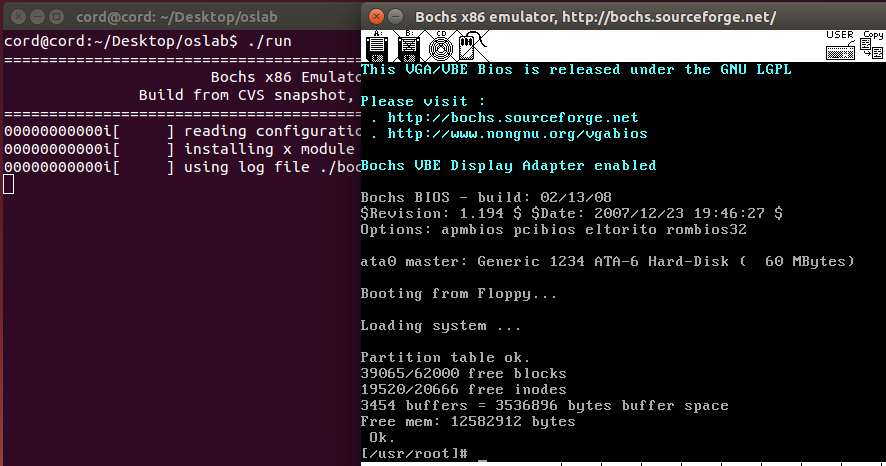 cord@cord: ~/Desktop/oslab
cord@cord:~/Desktop/oslab$ ./run
========================================
Bochs x86 Emulato
Build from CVS snapshot,
========================================
00000000000i[     ] reading configuratio
00000000000i[     ] installing x module
00000000000i[     ] using log file ./boc
Bochs x86 emulator, http://bochs.sourceforge.net/
A: B: CD USER Copy
This VGA/VBE Bios is released under the GNU LGPL
Please visit :
. http://bochs.sourceforge.net
. http://www.nongnu.org/vgabios
Bochs VBE Display Adapter enabled
Bochs BIOS - build: 02/13/08
$Revision: 1.194 $ $Date: 2007/12/23 19:46:27 $
Options: apmbios pcibios eltorito rombios32
ata0 master: Generic 1234 ATA-6 Hard-Disk (  60 MBytes)
Booting from Floppy...
Loading system ...
Partition table ok.
39065/62000 free blocks
19520/20666 free inodes
3454 buffers = 3536896 bytes buffer space
Free mem: 12582912 bytes
Ok.
[/usr/root]# _